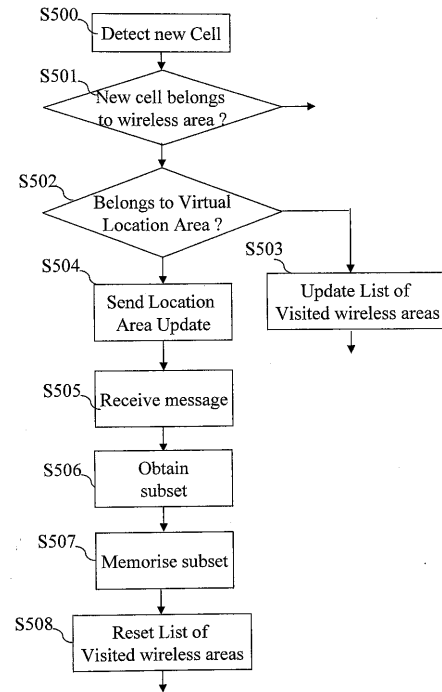 S500
Detect new Cell
S501
New cell belongs
to wireless area ?
S502
Belongs to Virtual
Location Area ?
S503
Update List of
Visited wireless areas
S504
Send Location
Area Update
S505
Receive message
S506
Obtain
subset
S507
Memorise subset
S508
Reset List of
Visited wireless areas